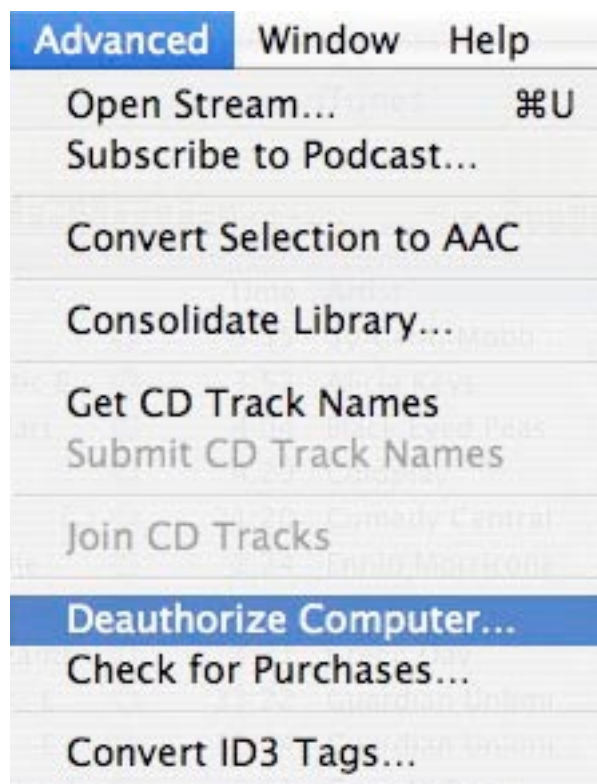 Advanced Window Help
Open Stream... ⌘U
Subscribe to Podcast...
Convert Selection to AAC
Consolidate Library...
Get CD Track Names
Submit CD Track Names
Join CD Tracks
Deauthorize Computer...
Check for Purchases...
Convert ID3 Tags...